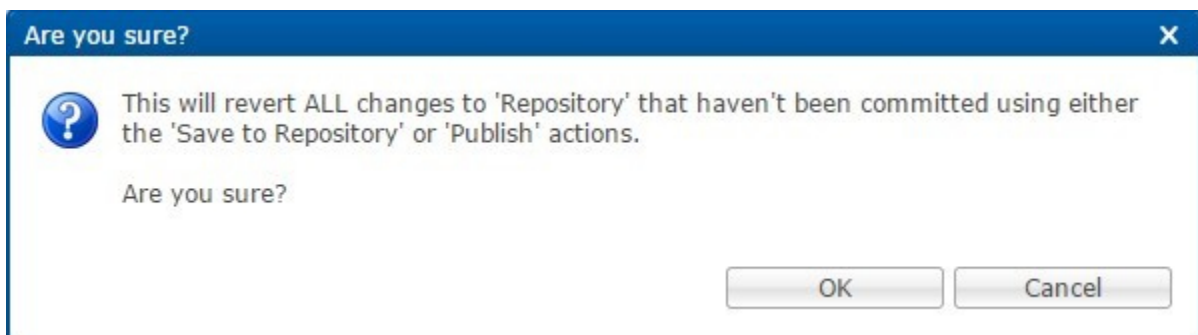 Are you sure?
This will revert ALL changes to 'Repository' that haven't been committed using either
the 'Save to Repository' or 'Publish' actions.
Are you sure?
OK
Cancel